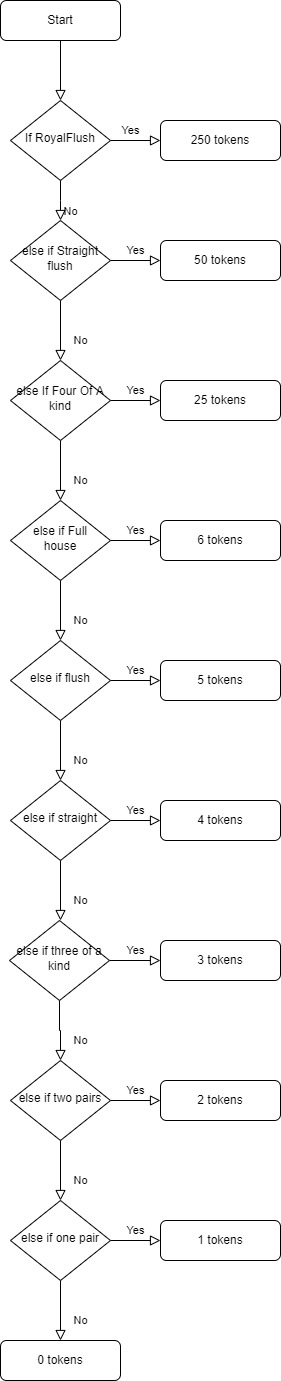 Start
If RoyalFlush
Yes
250 tokens
No
else if Straight
flush
Yes
50 tokens
No
else If Four Of A
kind
Yes
25 tokens
No
else if Full
house
Yes
6 tokens
No
else if flush
Yes
5 tokens
No
else if straight
Yes
4 tokens
No
else if three of a
kind
Yes
3 tokens
No
else if two pairs
Yes
2 tokens
No
else if one pair
Yes
1 tokens
No
0 tokens